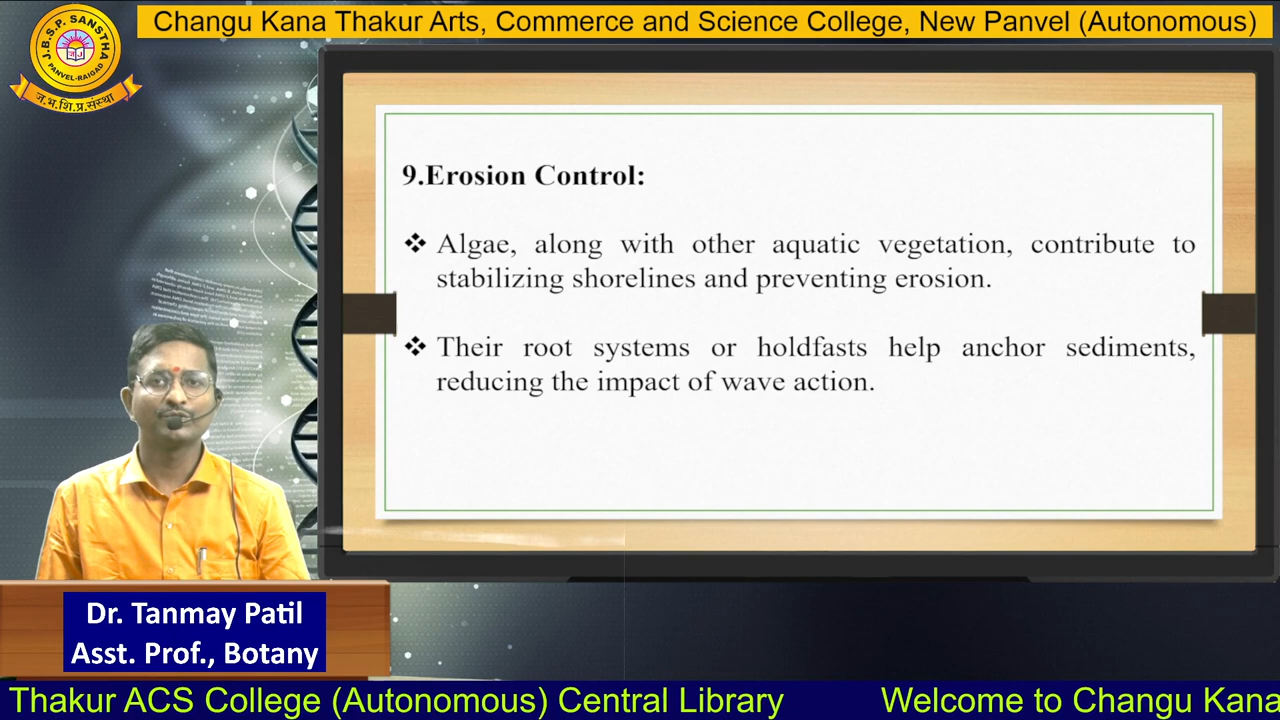 Changu Kana Thakur Arts, Commerce and Science College, New Panvel (Autonomous)
J.B.S.P. SANSTHA
PANVEL-RAIGAD
ज.भ.शि.प्र.संस्था
9.Erosion Control:
❖ Algae, along with other aquatic vegetation, contribute to
stabilizing shorelines and preventing erosion.
❖ Their root systems or holdfasts help anchor sediments,
reducing the impact of wave action.
Dr. Tanmay Patil
Asst. Prof., Botany
Thakur ACS College (Autonomous) Central Library Welcome to Changu Kana